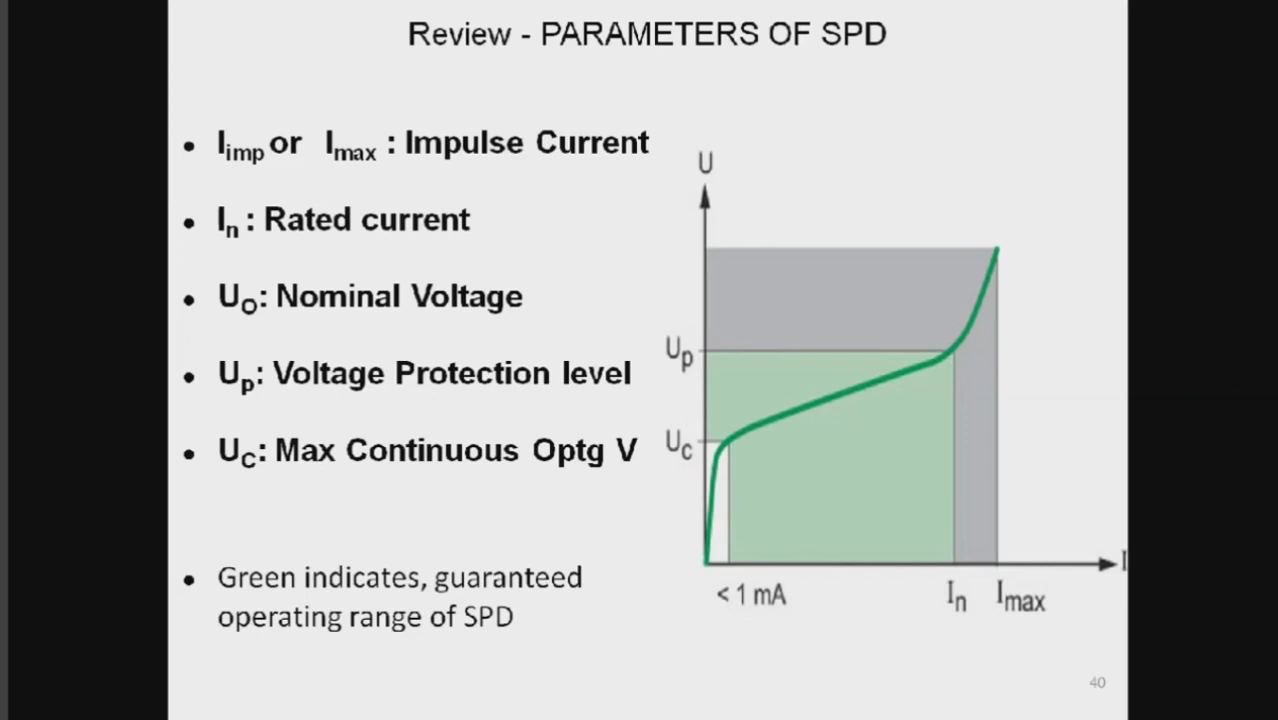 Review - PARAMETERS OF SPD
• Iimp or Imax : Impulse Current
• In : Rated current
• UO: Nominal Voltage
• Up: Voltage Protection level
• UC: Max Continuous Optg V
• Green indicates, guaranteed
operating range of SPD
U
Up
Uc
< 1 mA
In
Imax
I
40